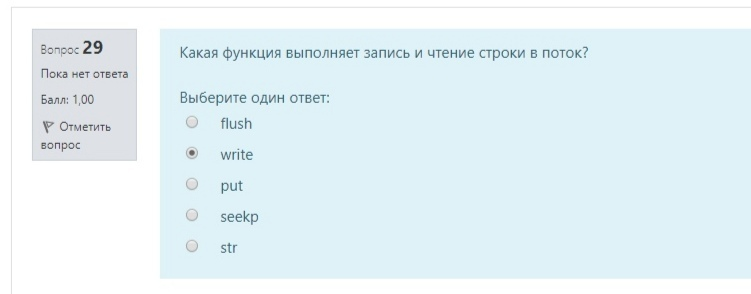 Вопрос 29
Пока нет ответа
Балл: 1,00
Отметить
вопрос
Какая функция выполняет запись и чтение строки в поток?
Выберите один ответ:
flush
write
put
seekp
str